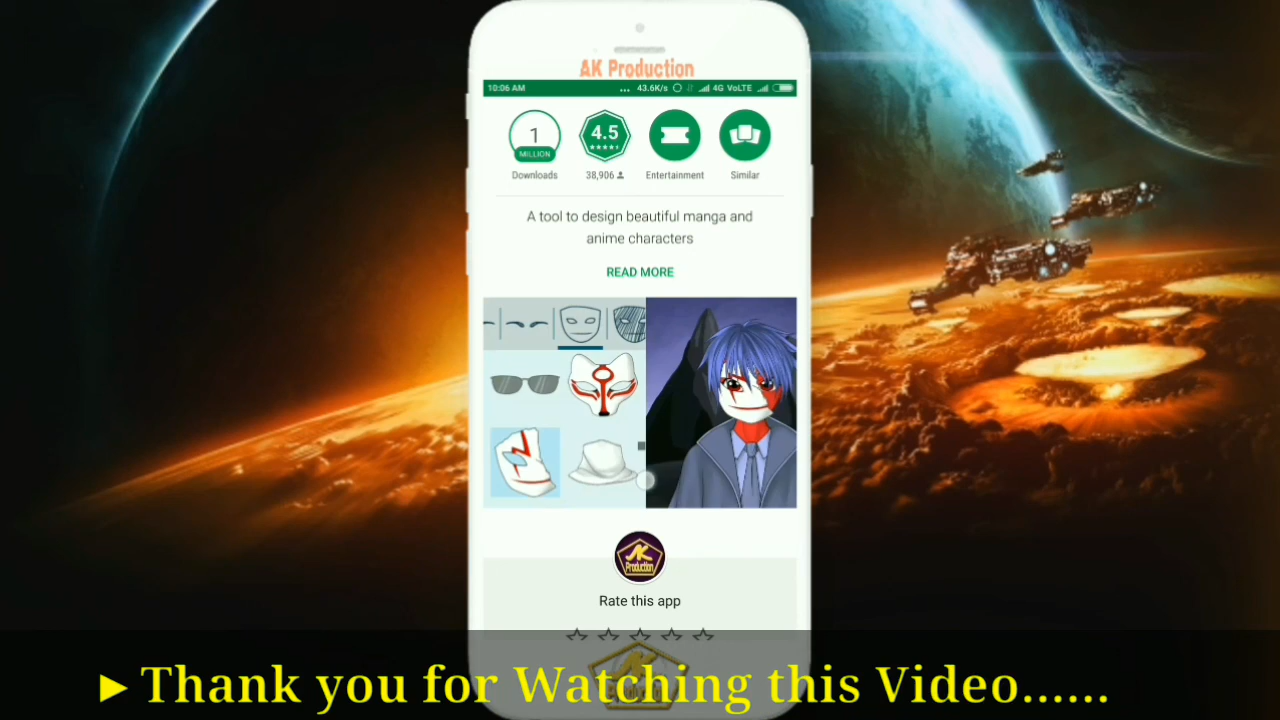 AK Production
10:06 AM ... 43.6K/s 4G VoLTE
1 MILLION
4.5
Downloads 38,906 Entertainment Similar
A tool to design beautiful manga and
anime characters
READ MORE
AK
Production
Rate this app
►Thank you for Watching this Video......